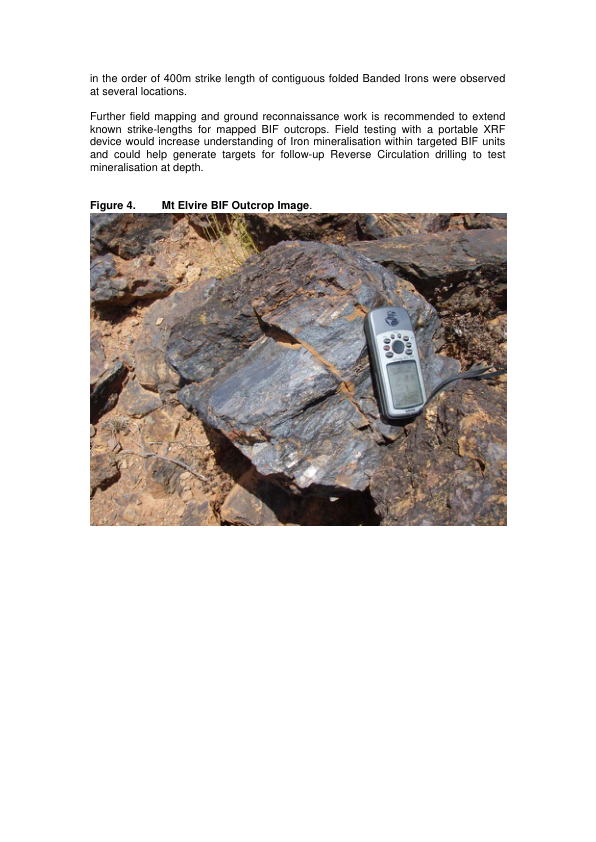 in the order of 400m strike length of contiguous folded Banded Irons were observed
at several locations.
Further field mapping and ground reconnaissance work is recommended to extend
known strike-lengths for mapped BIF outcrops. Field testing with a portable XRF
device would increase understanding of Iron mineralisation within targeted BIF units
and could help generate targets for follow-up Reverse Circulation drilling to test
mineralisation at depth.
Figure 4. Mt Elvire BIF Outcrop Image.